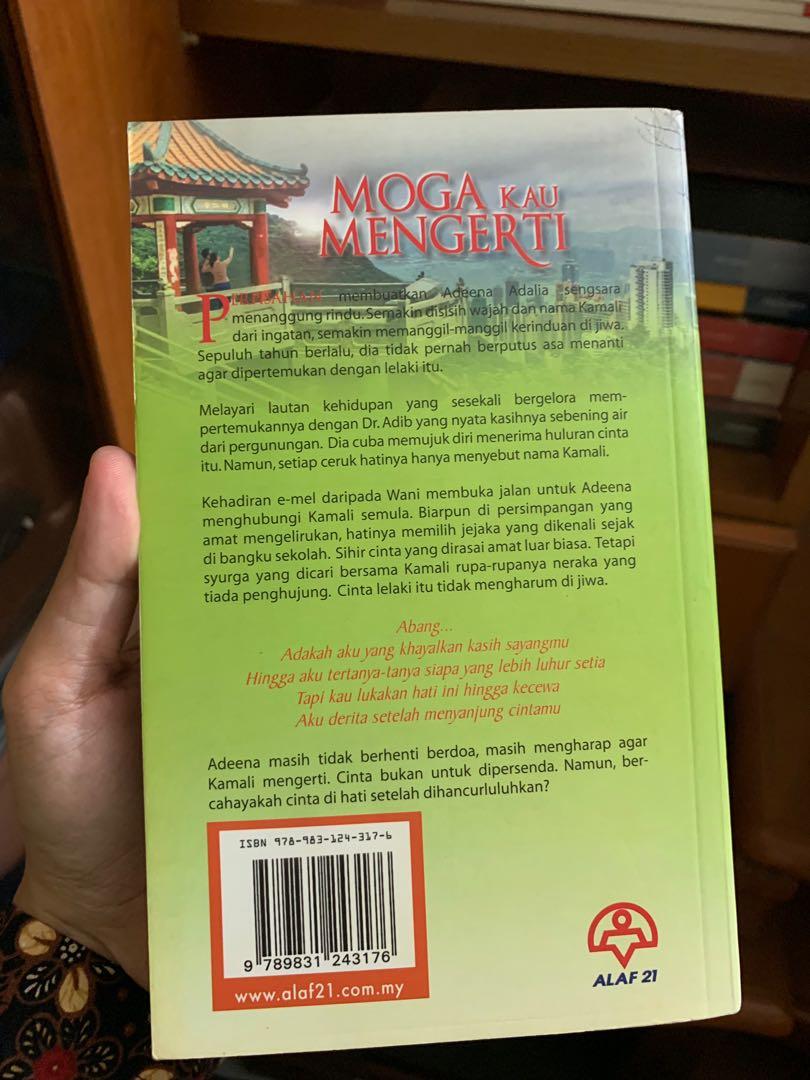 MOGA KAU
MENGERTI
PERPISAHAN membuatkan Adeena Adalia sengsara
menanggung rindu. Semakin disisih wajah dan nama Kamali
dari ingatan, semakin memanggil-manggil kerinduan di jiwa.
Sepuluh tahun berlalu, dia tidak pernah berputus asa menanti
agar dipertemukan dengan lelaki itu.
Melayari lautan kehidupan yang sesekali bergelora mem-
pertemukannya dengan Dr. Adib yang nyata kasihnya sebening air
dari pergunungan. Dia cuba memujuk diri menerima huluran cinta
itu. Namun, setiap ceruk hatinya hanya menyebut nama Kamali.
Kehadiran e-mel daripada Wani membuka jalan untuk Adeena
menghubungi Kamali semula. Biarpun di persimpangan yang
amat mengelirukan, hatinya memilih jejaka yang dikenali sejak
di bangku sekolah. Sihir cinta yang dirasai amat luar biasa. Tetapi
syurga yang dicari bersama Kamali rupa-rupanya neraka yang
tiada penghujung. Cinta lelaki itu tidak mengharum di jiwa.
Abang...
Adakah aku yang khayalkan kasih sayangmu
Hingga aku tertanya-tanya siapa yang lebih luhur setia
Tapi kau lukakan hati ini hingga kecewa
Aku derita setelah menyanjung cintamu
Adeena masih tidak berhenti berdoa, masih mengharap agar
Kamali mengerti. Cinta bukan untuk dipersenda. Namun, ber-
cahayakah cinta di hati setelah dihancurluluhkan?
ISBN 978-983-124-317-6
9 789831 243176
www.alaf21.com.my
ALAF 21